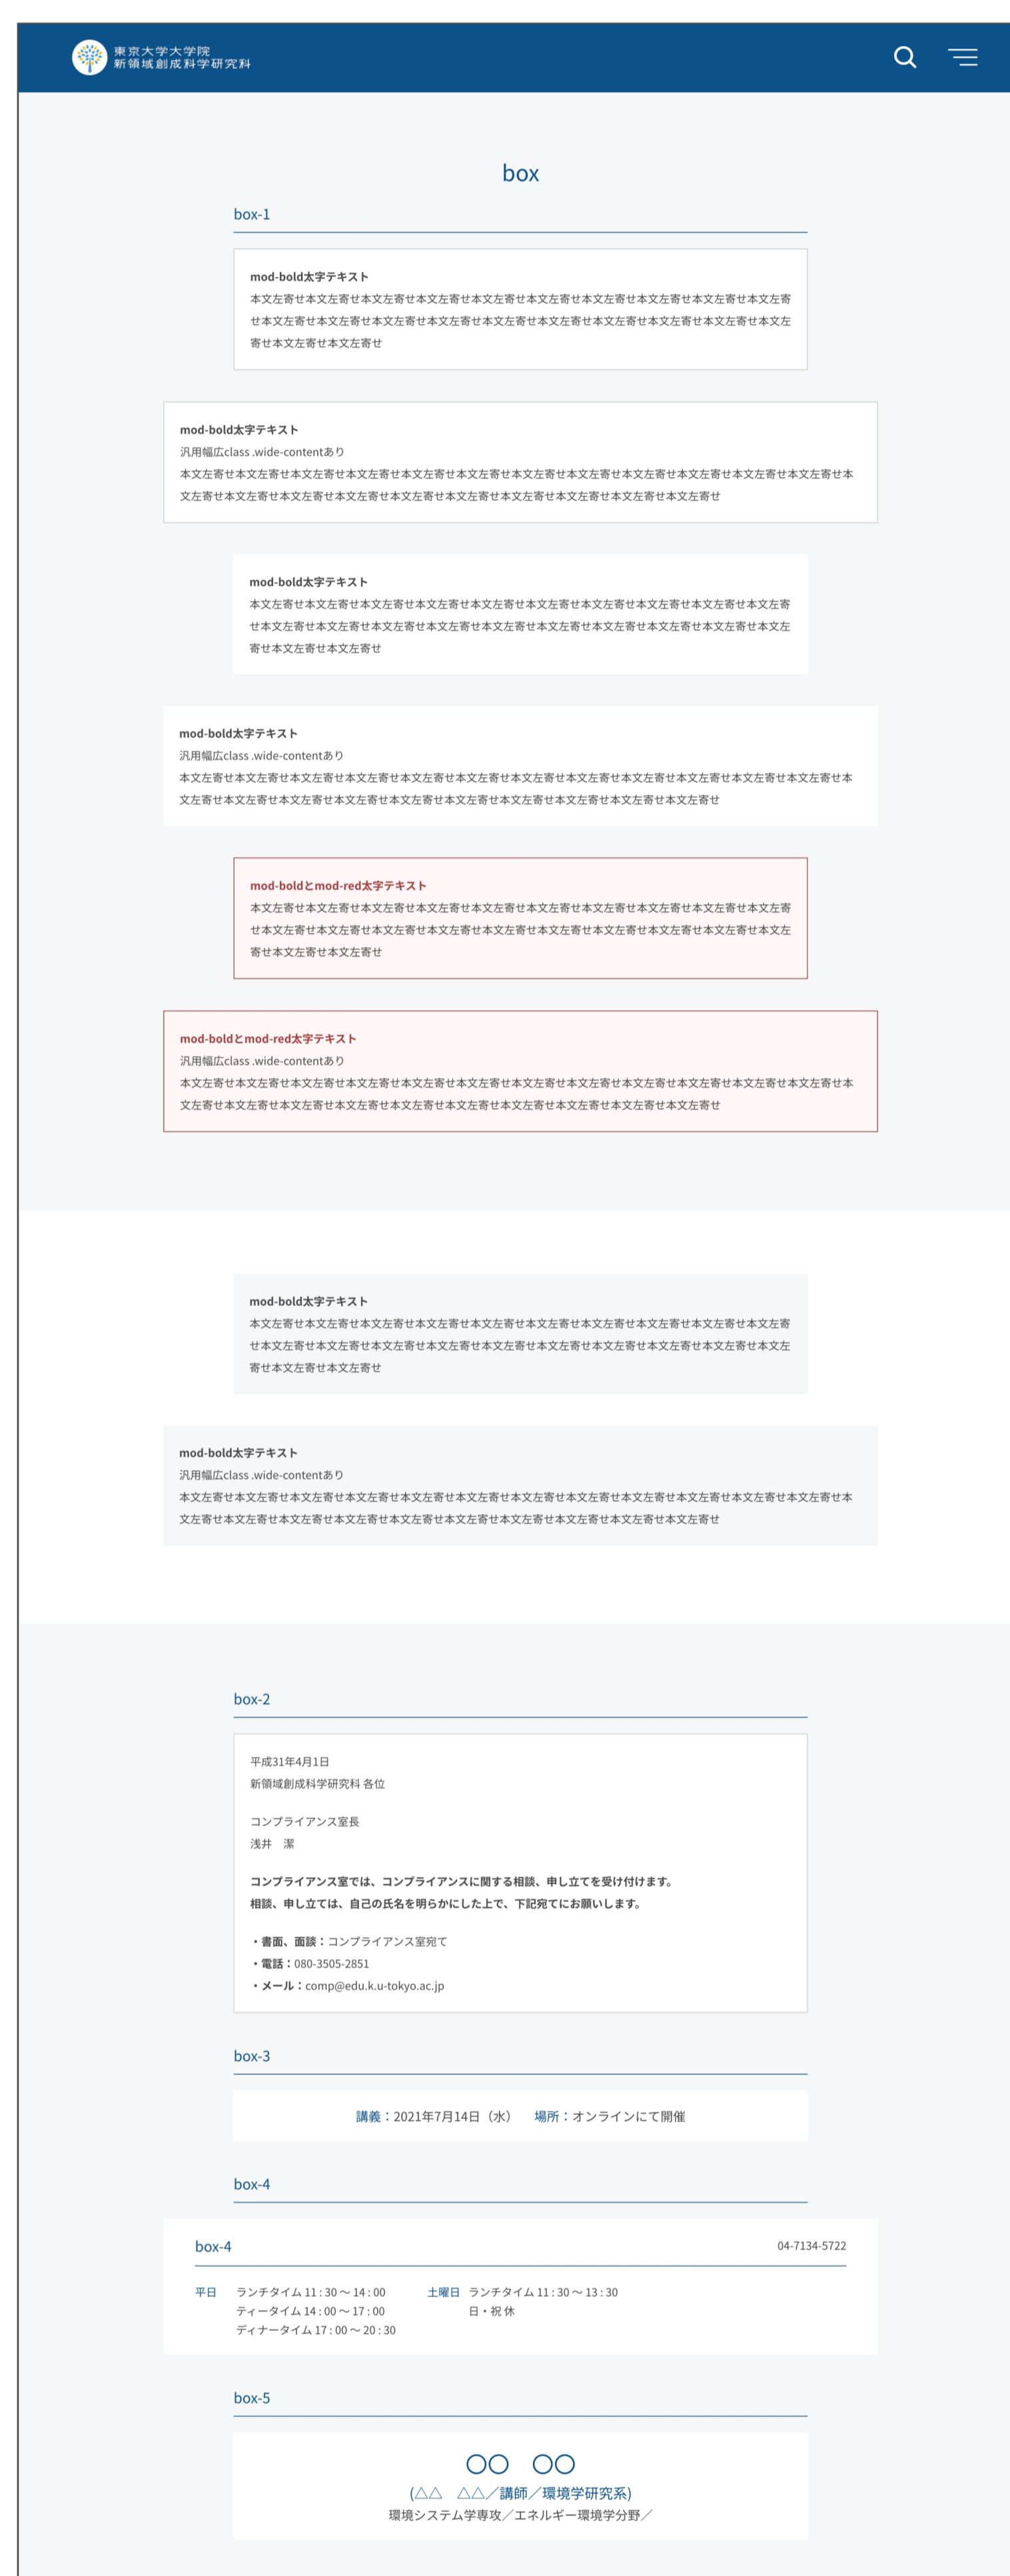 東京大学大学院
新領域創成科学研究科
box
box-1
mod-bold太字テキスト
本文左寄せ本文左寄せ本文左寄せ本文左寄せ本文左寄せ本文左寄せ本文左寄せ本文左寄せ本文左寄せ本文左寄
せ本文左寄せ本文左寄せ本文左寄せ本文左寄せ本文左寄せ本文左寄せ本文左寄せ本文左寄せ本文左寄せ本文左
寄せ本文左寄せ本文左寄せ
mod-bold太字テキスト
汎用幅広class .wide-contentあり
本文左寄せ本文左寄せ本文左寄せ本文左寄せ本文左寄せ本文左寄せ本文左寄せ本文左寄せ本文左寄せ本文左寄せ本文左寄せ本文左寄せ本
文左寄せ本文左寄せ本文左寄せ本文左寄せ本文左寄せ本文左寄せ本文左寄せ本文左寄せ本文左寄せ本文左寄せ
mod-bold太字テキスト
本文左寄せ本文左寄せ本文左寄せ本文左寄せ本文左寄せ本文左寄せ本文左寄せ本文左寄せ本文左寄せ本文左寄
せ本文左寄せ本文左寄せ本文左寄せ本文左寄せ本文左寄せ本文左寄せ本文左寄せ本文左寄せ本文左寄せ本文左
寄せ本文左寄せ本文左寄せ
mod-bold太字テキスト
汎用幅広class .wide-contentあり
本文左寄せ本文左寄せ本文左寄せ本文左寄せ本文左寄せ本文左寄せ本文左寄せ本文左寄せ本文左寄せ本文左寄せ本文左寄せ本文左寄せ本
文左寄せ本文左寄せ本文左寄せ本文左寄せ本文左寄せ本文左寄せ本文左寄せ本文左寄せ本文左寄せ本文左寄せ
mod-boldとmod-red太字テキスト
本文左寄せ本文左寄せ本文左寄せ本文左寄せ本文左寄せ本文左寄せ本文左寄せ本文左寄せ本文左寄せ本文左寄
せ本文左寄せ本文左寄せ本文左寄せ本文左寄せ本文左寄せ本文左寄せ本文左寄せ本文左寄せ本文左寄せ本文左
寄せ本文左寄せ本文左寄せ
mod-boldとmod-red太字テキスト
汎用幅広class .wide-contentあり
本文左寄せ本文左寄せ本文左寄せ本文左寄せ本文左寄せ本文左寄せ本文左寄せ本文左寄せ本文左寄せ本文左寄せ本文左寄せ本文左寄せ本
文左寄せ本文左寄せ本文左寄せ本文左寄せ本文左寄せ本文左寄せ本文左寄せ本文左寄せ本文左寄せ本文左寄せ
mod-bold太字テキスト
本文左寄せ本文左寄せ本文左寄せ本文左寄せ本文左寄せ本文左寄せ本文左寄せ本文左寄せ本文左寄せ本文左寄
せ本文左寄せ本文左寄せ本文左寄せ本文左寄せ本文左寄せ本文左寄せ本文左寄せ本文左寄せ本文左寄せ本文左
寄せ本文左寄せ本文左寄せ
mod-bold太字テキスト
汎用幅広class .wide-contentあり
本文左寄せ本文左寄せ本文左寄せ本文左寄せ本文左寄せ本文左寄せ本文左寄せ本文左寄せ本文左寄せ本文左寄せ本文左寄せ本文左寄せ本
文左寄せ本文左寄せ本文左寄せ本文左寄せ本文左寄せ本文左寄せ本文左寄せ本文左寄せ本文左寄せ本文左寄せ
box-2
平成31年4月1日
新領域創成科学研究科 各位
コンプライアンス室長
浅井　潔
コンプライアンス室では、コンプライアンスに関する相談、申し立てを受け付けます。
相談、申し立ては、自己の氏名を明らかにした上で、下記宛てにお願いします。
・書面、面談：コンプライアンス室宛て
・電話：080-3505-2851
・メール：comp@edu.k.u-tokyo.ac.jp
box-3
講義：2021年7月14日（水）　場所：オンラインにて開催
box-4
box-4 04-7134-5722
平日 ランチタイム 11 : 30 〜 14 : 00 土曜日 ランチタイム 11 : 30 〜 13 : 30
ティータイム 14 : 00 〜 17 : 00 日・祝 休
ディナータイム 17 : 00 〜 20 : 30
box-5
〇〇　〇〇
(△△　△△／講師／環境学研究系)
環境システム学専攻／エネルギー環境学分野／